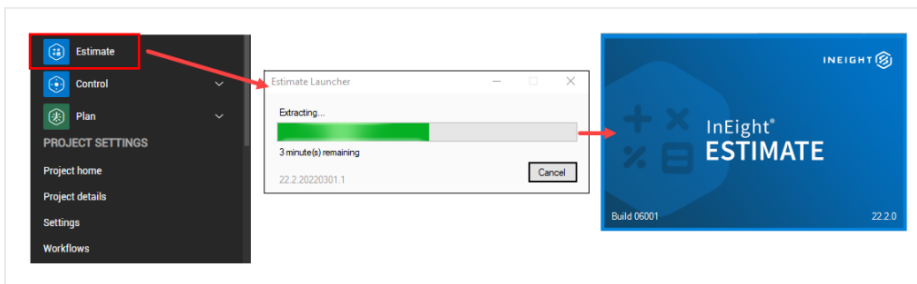 Estimate
Control
Plan
PROJECT SETTINGS
Project home
Project details
Settings
Workflows
Estimate Launcher
Extracting...
3 minute(s) remaining
Cancel
22.2.20220301.1
INEIGHT
InEight®
ESTIMATE
Build 06001
22.2.0